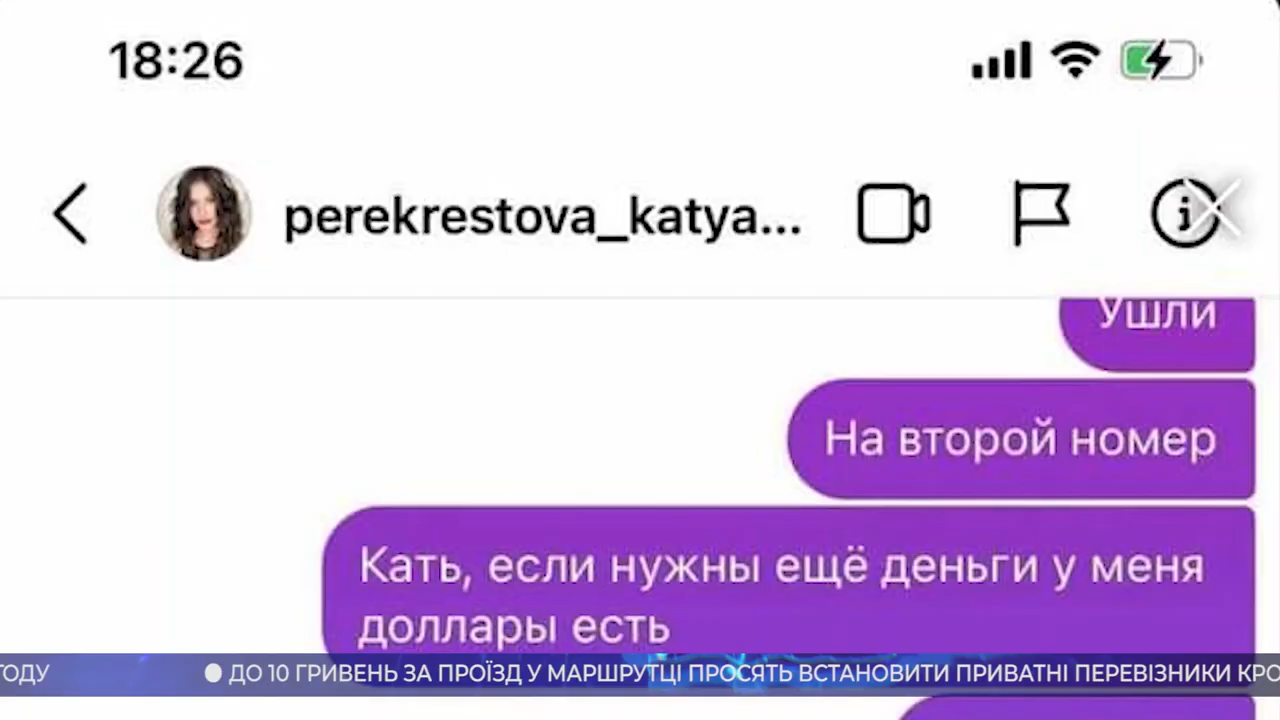 18:26
perekrestova_katya...
Ушли
На второй номер
Кать, если нужны ещё деньги у меня
доллары есть
ГОДУ ● ДО 10 ГРИВЕНЬ ЗА ПРОЇЗД У МАРШРУТЦІ ПРОСЯТЬ ВСТАНОВИТИ ПРИВАТНІ ПЕРЕВІЗНИКИ КРО